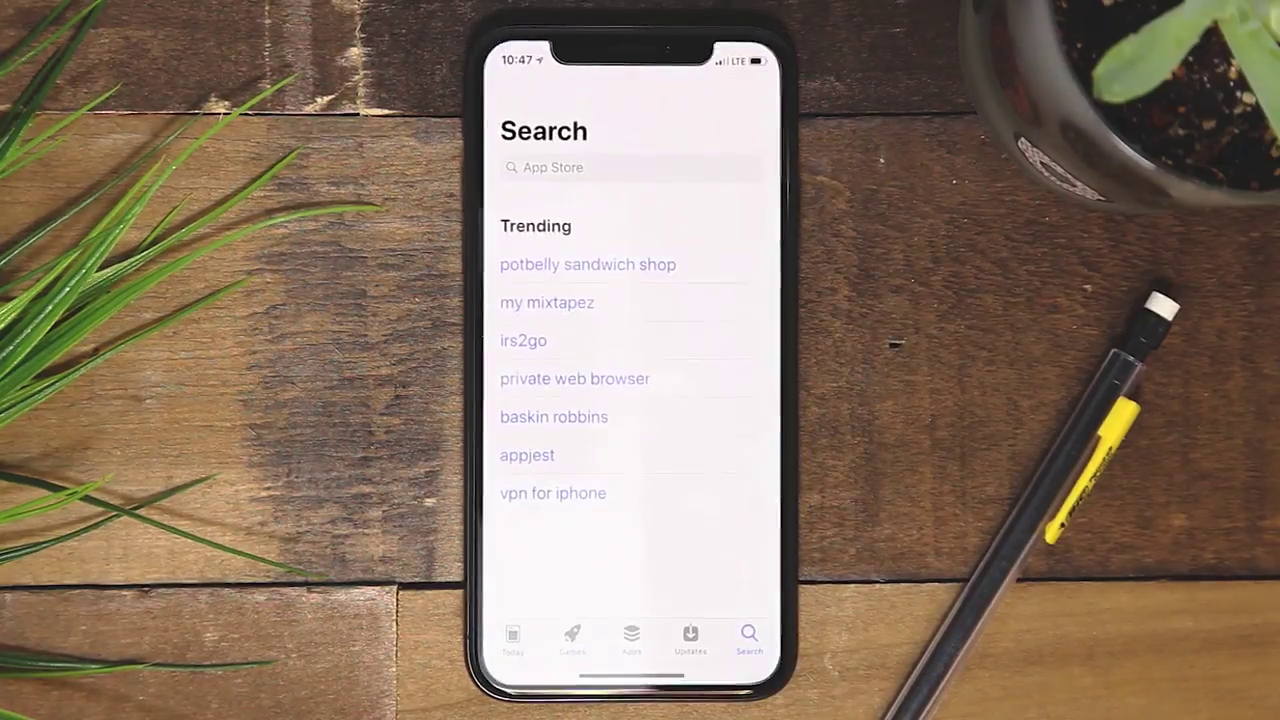 10:47
LTE
Search
App Store
Trending
potbelly sandwich shop
my mixtapez
irs2go
private web browser
baskin robbins
appjest
vpn for iphone
Today
Games
Apps
Updates
Search